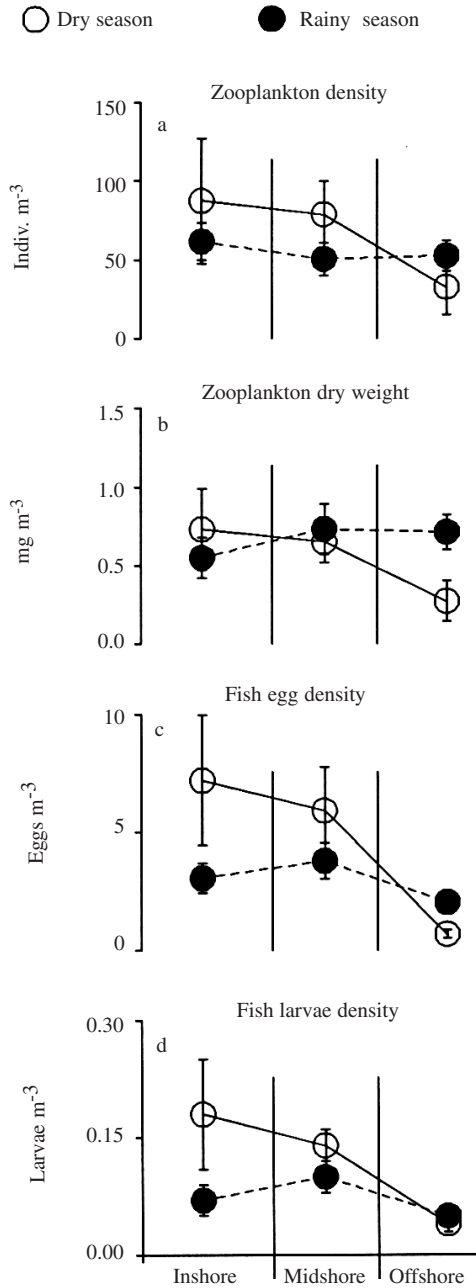 Dry season Rainy season
Zooplankton density
a
150
100
50
0
Indiv. m-3
Zooplankton dry weight
b
1.5
1.0
0.5
0.0
mg m-3
Fish egg density
c
10
5
0
Eggs m-3
Fish larvae density
d
0.30
0.15
0.00
Larvae m-3
Inshore Midshore Offshore